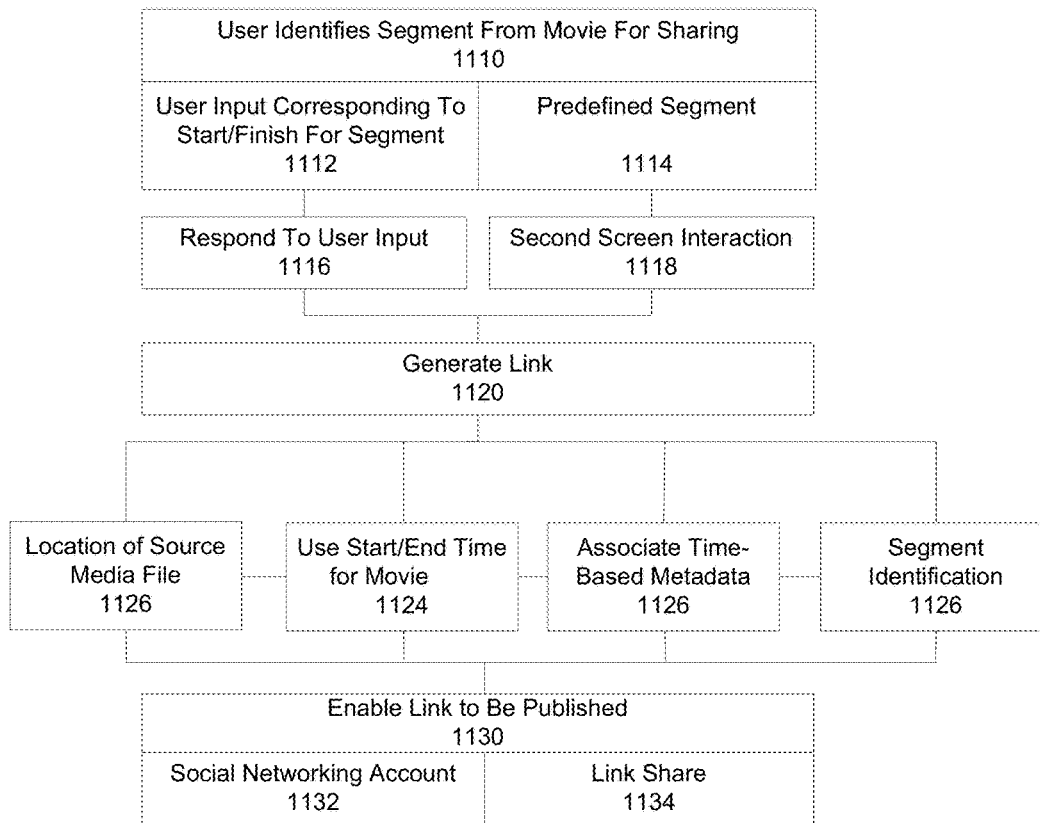 User Identifies Segment From Movie For Sharing
1110
User Input Corresponding To
Start/Finish For Segment
1112
Predefined Segment
1114
Respond To User Input
1116
Second Screen Interaction
1118
Generate Link
1120
Location of Source
Media File
1126
Use Start/End Time
for Movie
1124
Associate Time-
Based Metadata
1126
Segment
Identification
1126
Enable Link to Be Published
1130
Social Networking Account
1132
Link Share
1134